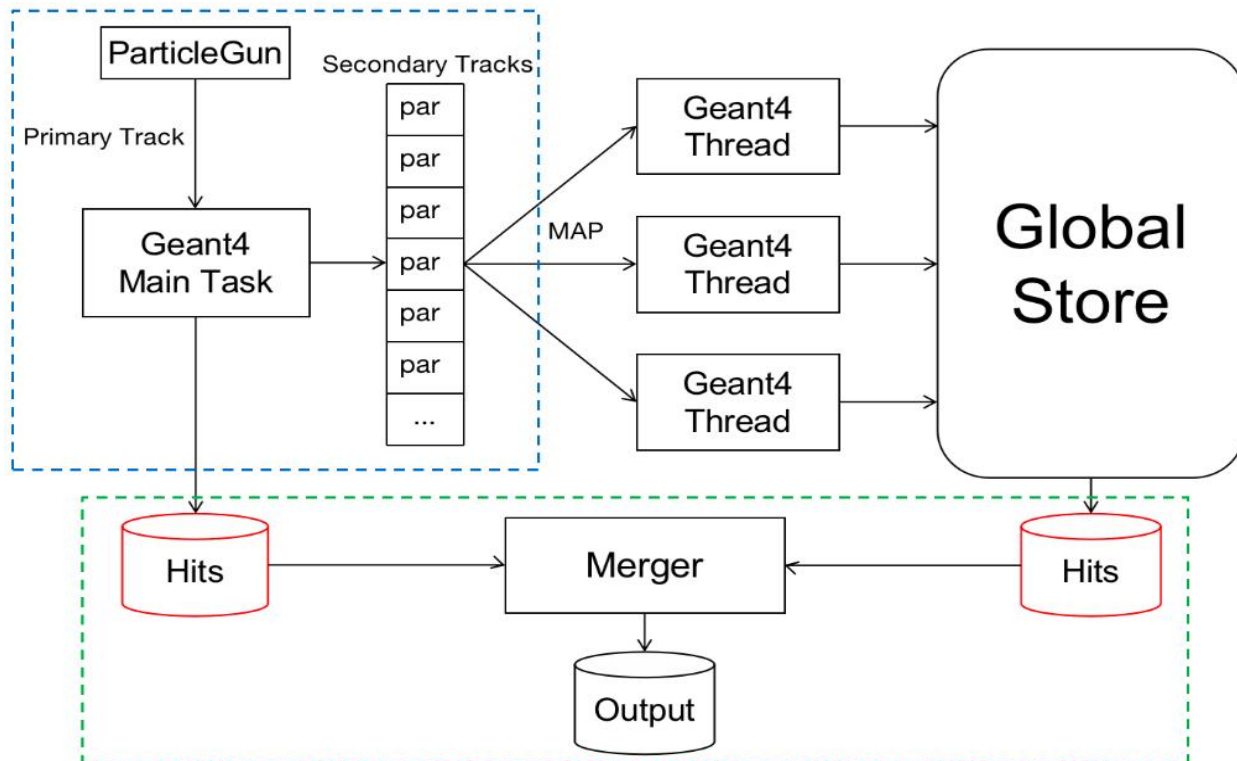 ParticleGun
Secondary Tracks
Primary Track
par
par
par
par
par
par
...
Geant4
Main Task
MAP
Geant4
Thread
Geant4
Thread
Geant4
Thread
Global
Store
Hits
Merger
Hits
Output